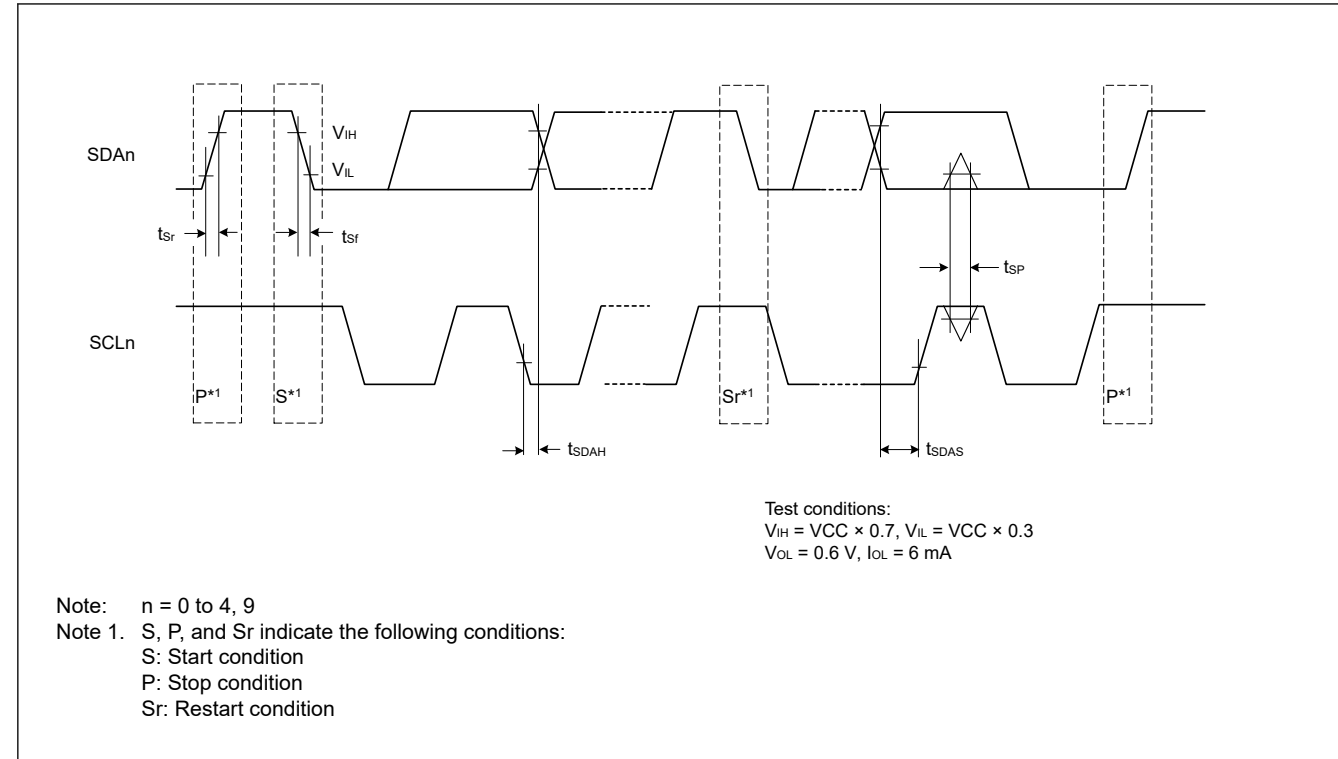 SDAn
VIH
VIL
tSr
tSf
tSP
SCLn
P*1
S*1
Sr*1
P*1
tSDAH
tSDAS
Test conditions:
VIH = VCC × 0.7, VIL = VCC × 0.3
VOL = 0.6 V, IOL = 6 mA
Note: n = 0 to 4, 9
Note 1. S, P, and Sr indicate the following conditions:
S: Start condition
P: Stop condition
Sr: Restart condition